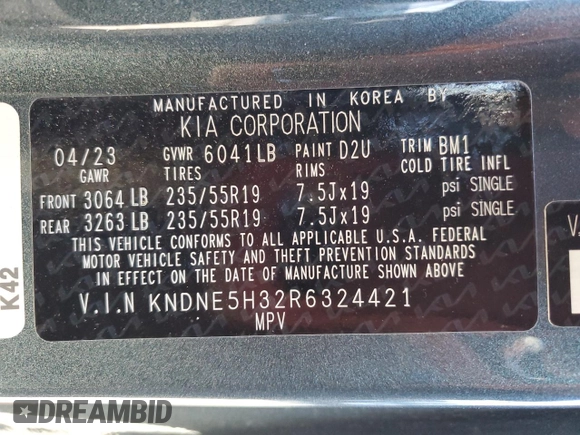 MANUFACTURED IN KOREA BY
KIA CORPORATION
04/23 GVWR 6041LB PAINT D2U TRIM BM1
GAWR TIRES RIMS COLD TIRE INFL
FRONT 3064 LB 235/55R19 7.5Jx19 psi SINGLE
REAR 3263 LB 235/55R19 7.5Jx19 psi SINGLE
THIS VEHICLE CONFORMS TO ALL APPLICABLE U.S.A. FEDERAL
MOTOR VEHICLE SAFETY AND THEFT PREVENTION STANDARDS
IN EFFECT ON THE DATE OF MANUFACTURE SHOWN ABOVE
V.I.N KNDNE5H32R6324421
MPV
K42
V.
DREAMBID